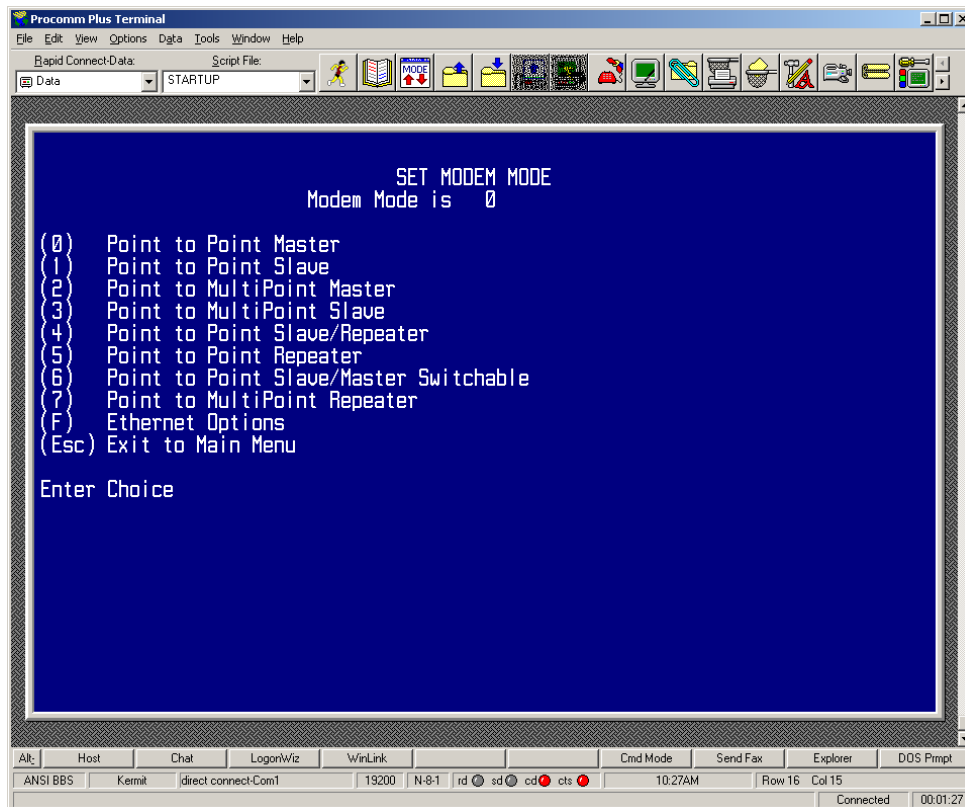 Procomm Plus Terminal
File Edit View Options Data Tools Window Help
Rapid Connect-Data: Script File:
Data STARTUP
MODE
SET MODEM MODE
Modem Mode is 0
(0) Point to Point Master
(1) Point to Point Slave
(2) Point to MultiPoint Master
(3) Point to MultiPoint Slave
(4) Point to Point Slave/Repeater
(5) Point to Point Repeater
(6) Point to Point Slave/Master Switchable
(7) Point to MultiPoint Repeater
(F) Ethernet Options
(Esc) Exit to Main Menu
Enter Choice
Alt: Host Chat LogonWiz WinLink Cmd Mode Send Fax Explorer DOS Prmpt
ANSI BBS Kermit direct connect-Com1 19200 N-8-1 rd sd cd cts 10:27AM Row 16 Col 15
Connected 00:01:27